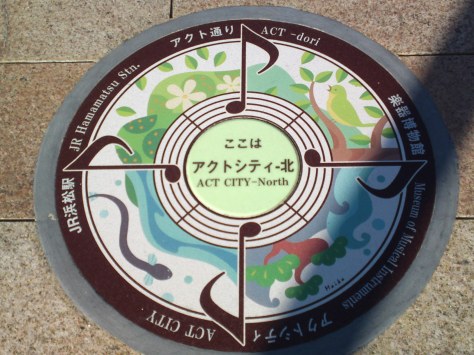 アクト通り
ACT -dori
楽器博物館
Museum of Musical Instruments
アクトシティ
ACT CITY
JR浜松駅
JR Hamamatsu Stn.
ここは
アクトシティ-北
ACT CITY-North